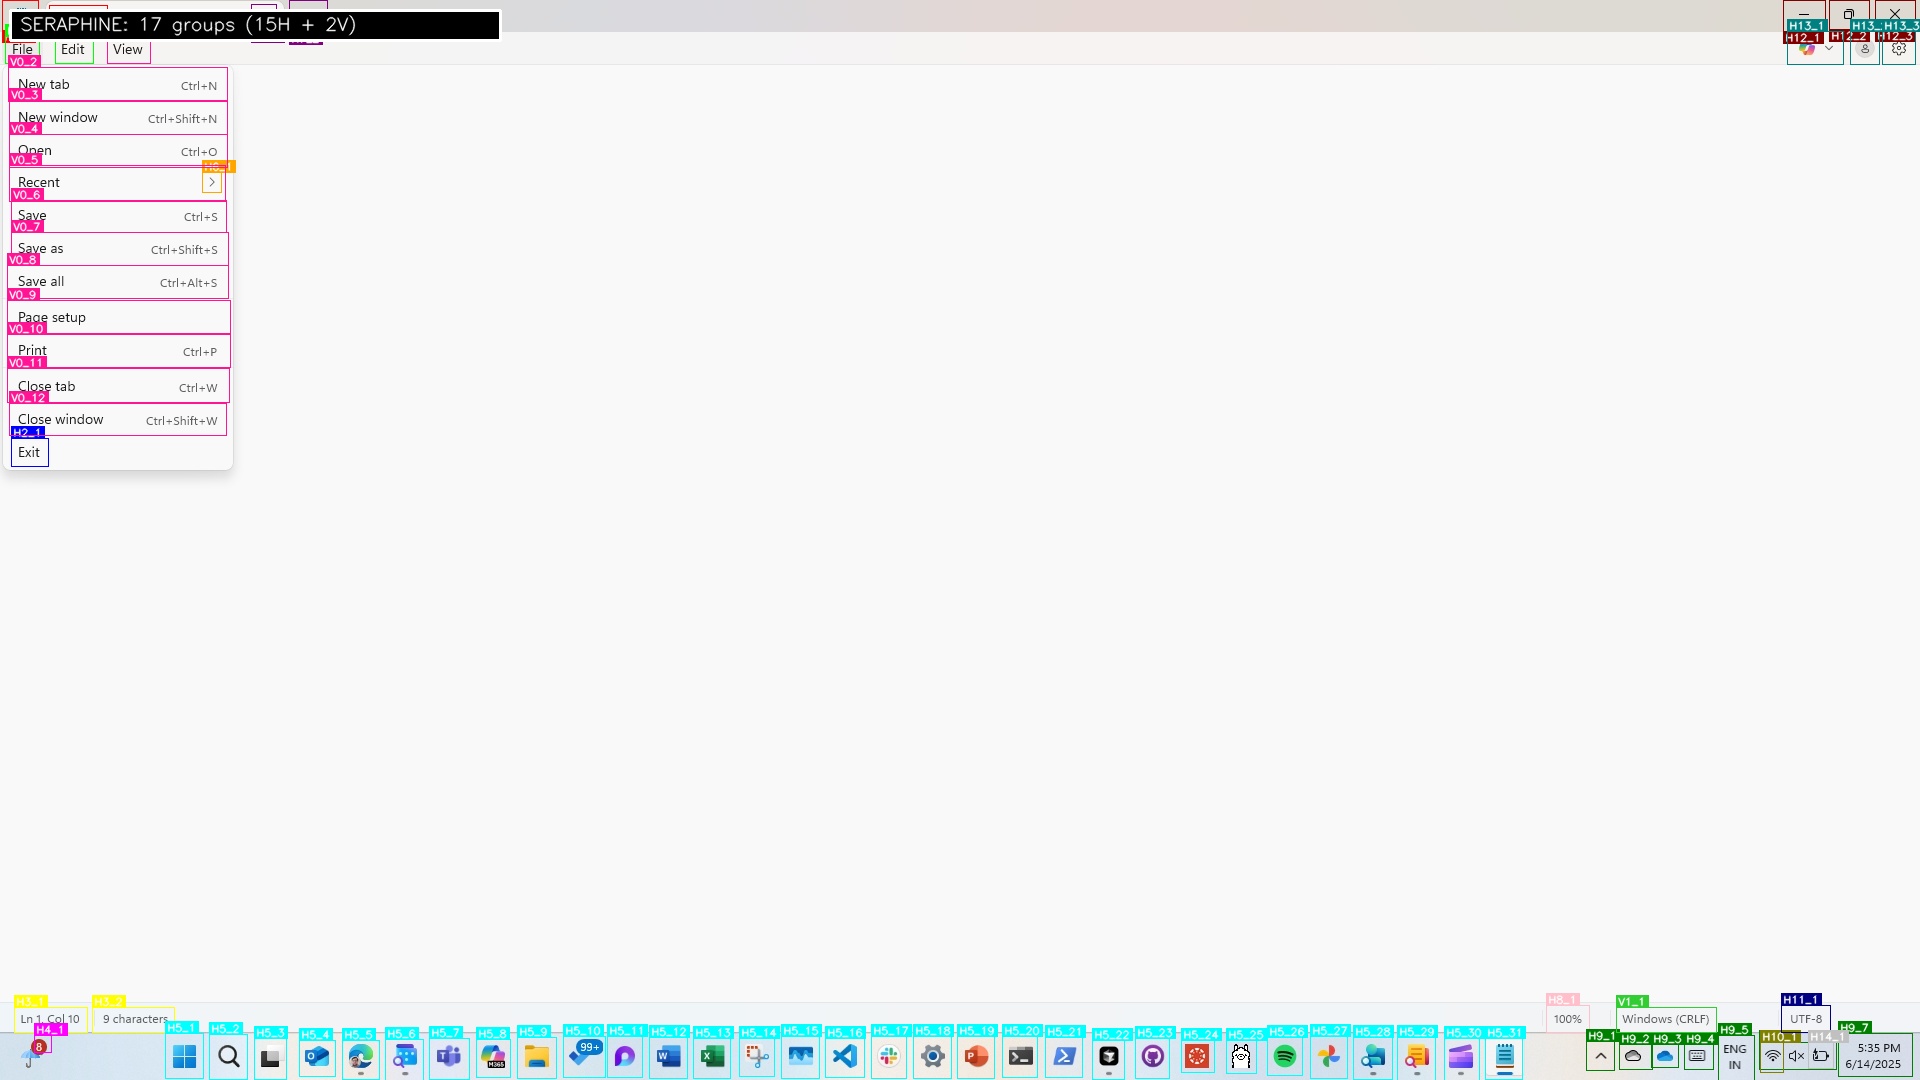 SERAPHINE: 17 groups (15H + 2V)
H13_1
H13_3
H12_1 H12_2 H12_3
File Edit View
V0_2
New tab Ctrl+N
V0_3
New window Ctrl+Shift+N
V0_4
Open Ctrl+O
V0_5
Recent >
V0_6
Save Ctrl+S
V0_7
Save as Ctrl+Shift+S
V0_8
Save all Ctrl+Alt+S
V0_9
Page setup
V0_10
Print Ctrl+P
V0_11
Close tab Ctrl+W
V0_12
Close window Ctrl+Shift+W
H2_1
Exit
H3_1 H3_2 H8_1 V1_1 H11_1
Ln 1, Col 10 9 characters 100% Windows (CRLF) UTF-8
H4_1 H5_1 H5_2 H5_3 H5_4 H5_5 H5_6 H5_7 H5_8 H5_9 H5_10 H5_11 H5_12 H5_13 H5_14 H5_15 H5_16 H5_17 H5_18 H5_19 H5_20 H5_21 H5_22 H5_23 H5_24 H5_25 H5_26 H5_27 H5_28 H5_29 H5_30 H5_31 H9_1 H9_2 H9_3 H9_4 H9_5 H10_1 H14_1 H9_7
8 99+ M365 ENG 5:35 PM
IN 6/14/2025